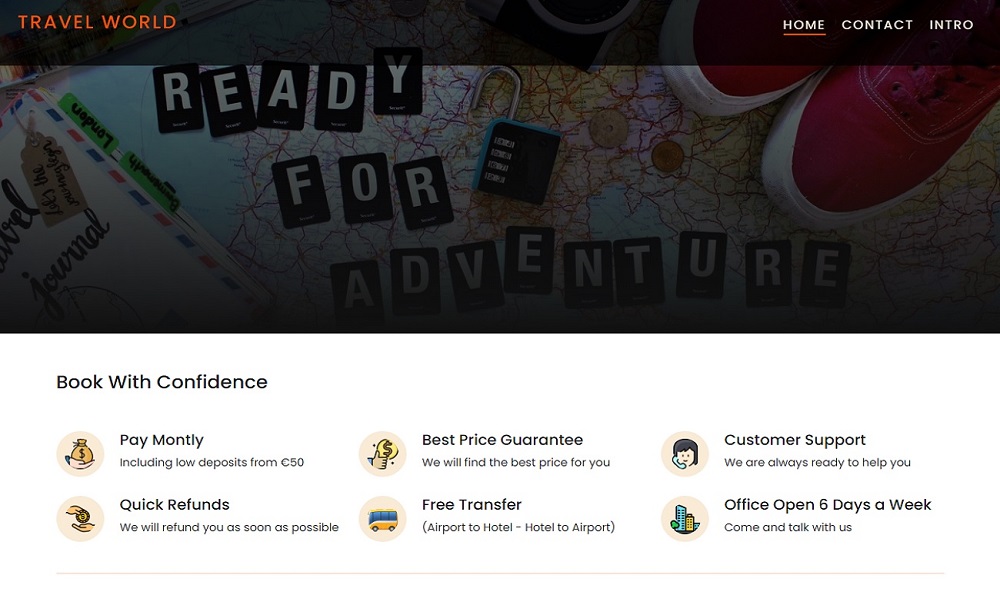 TRAVEL WORLD
HOME CONTACT INTRO
READY
FOR
ADVENTURE
London
travel
journal
Book With Confidence
Pay Montly
Including low deposits from €50
Best Price Guarantee
We will find the best price for you
Customer Support
We are always ready to help you
Quick Refunds
We will refund you as soon as possible
Free Transfer
(Airport to Hotel - Hotel to Airport)
Office Open 6 Days a Week
Come and talk with us